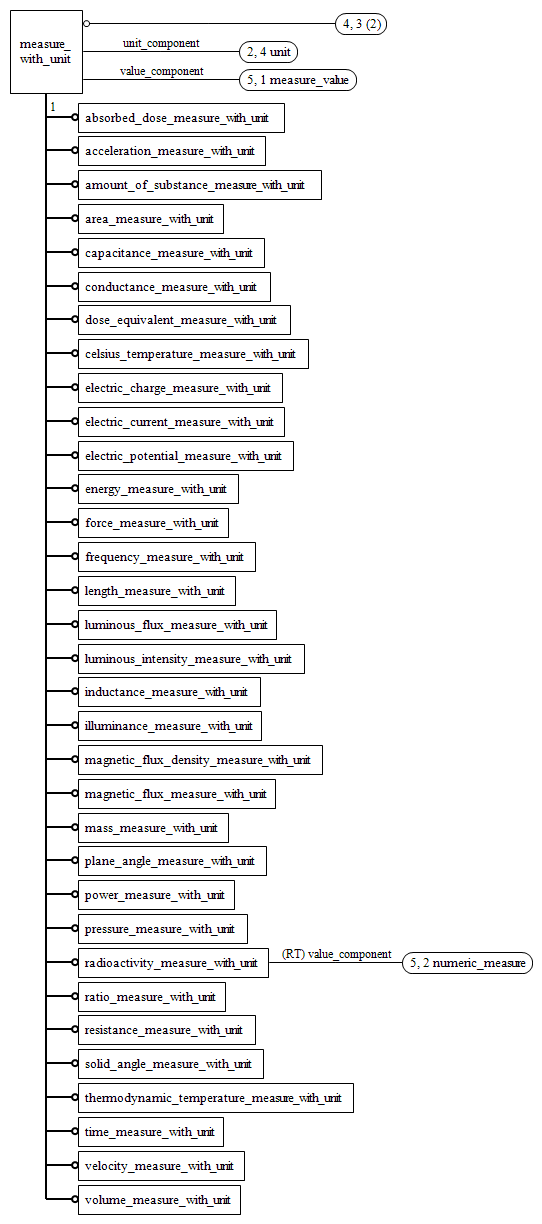 4, 3 (2)
measure_
with_unit
unit_component
2, 4 unit
value_component
5, 1 measure_value
1
absorbed_dose_measure_with_unit
acceleration_measure_with_unit
amount_of_substance_measure_with_unit
area_measure_with_unit
capacitance_measure_with_unit
conductance_measure_with_unit
dose_equivalent_measure_with_unit
celsius_temperature_measure_with_unit
electric_charge_measure_with_unit
electric_current_measure_with_unit
electric_potential_measure_with_unit
energy_measure_with_unit
force_measure_with_unit
frequency_measure_with_unit
length_measure_with_unit
luminous_flux_measure_with_unit
luminous_intensity_measure_with_unit
inductance_measure_with_unit
illuminance_measure_with_unit
magnetic_flux_density_measure_with_unit
magnetic_flux_measure_with_unit
mass_measure_with_unit
plane_angle_measure_with_unit
power_measure_with_unit
pressure_measure_with_unit
radioactivity_measure_with_unit
(RT) value_component
5, 2 numeric_measure
ratio_measure_with_unit
resistance_measure_with_unit
solid_angle_measure_with_unit
thermodynamic_temperature_measure_with_unit
time_measure_with_unit
velocity_measure_with_unit
volume_measure_with_unit